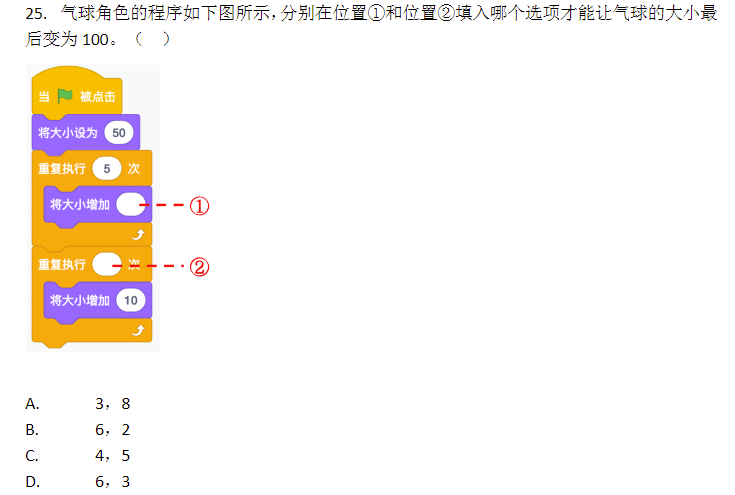 25. 气球角色的程序如下图所示，分别在位置①和位置②填入哪个选项才能让气球的大小最
后变为 100。（ ）
当 被点击
将大小设为 50
重复执行 5 次
将大小增加
①
重复执行 次
②
将大小增加 10
A. 3，8
B. 6，2
C. 4，5
D. 6，3